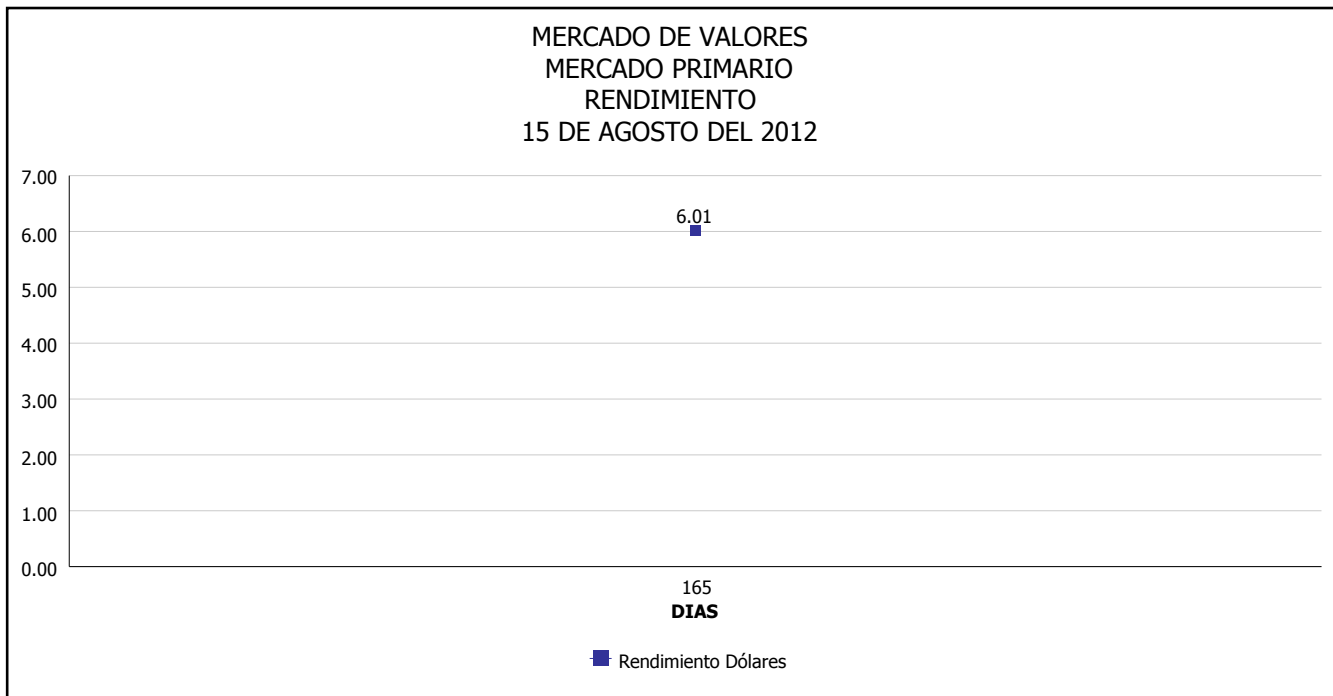 MERCADO DE VALORES
MERCADO PRIMARIO
RENDIMIENTO
15 DE AGOSTO DEL 2012
7.00
6.01
6.00
5.00
4.00
3.00
2.00
1.00
0.00
165
DIAS
Rendimiento Dólares